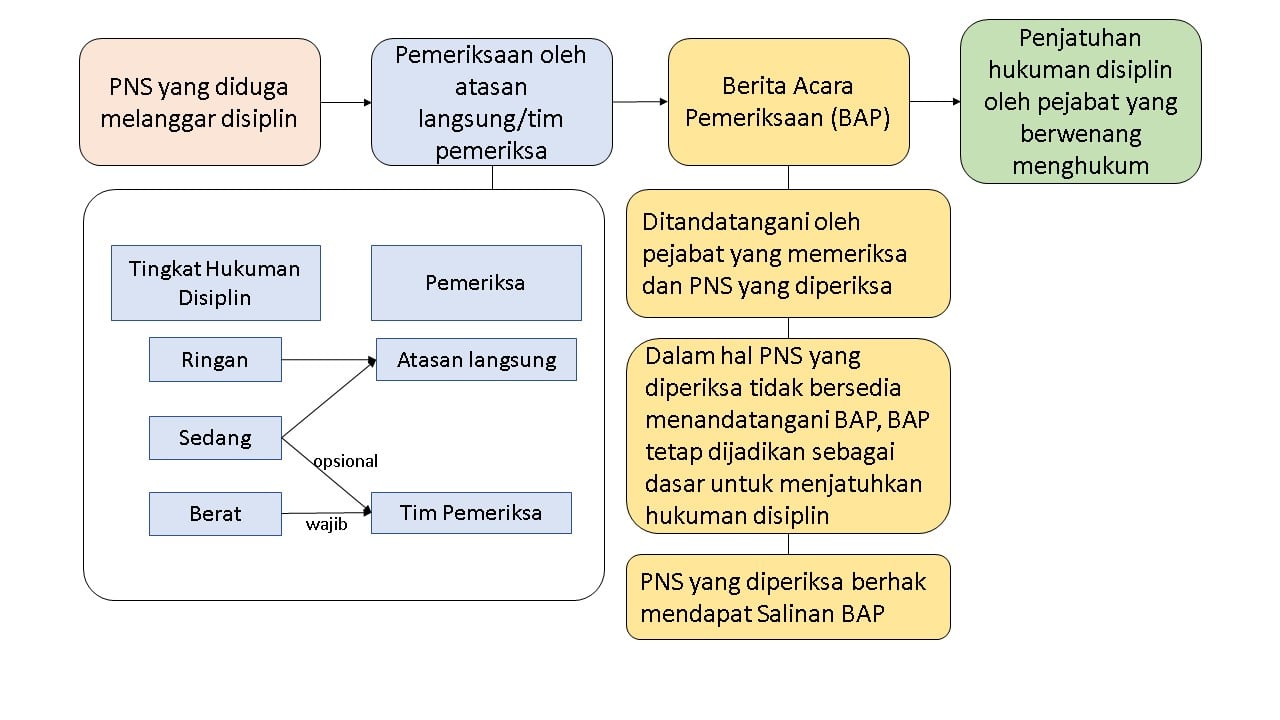 PNS yang diduga
melanggar disiplin
Pemeriksaan oleh
atasan
langsung/tim
pemeriksa
Berita Acara
Pemeriksaan (BAP)
Penjatuhan
hukuman disiplin
oleh pejabat yang
berwenang
menghukum
Tingkat Hukuman
Disiplin
Pemeriksa
Ringan
Atasan langsung
Sedang
opsional
Berat
wajib
Tim Pemeriksa
Ditandatangani oleh
pejabat yang memeriksa
dan PNS yang diperiksa
Dalam hal PNS yang
diperiksa tidak bersedia
menandatangani BAP, BAP
tetap dijadikan sebagai
dasar untuk menjatuhkan
hukuman disiplin
PNS yang diperiksa berhak
mendapat Salinan BAP